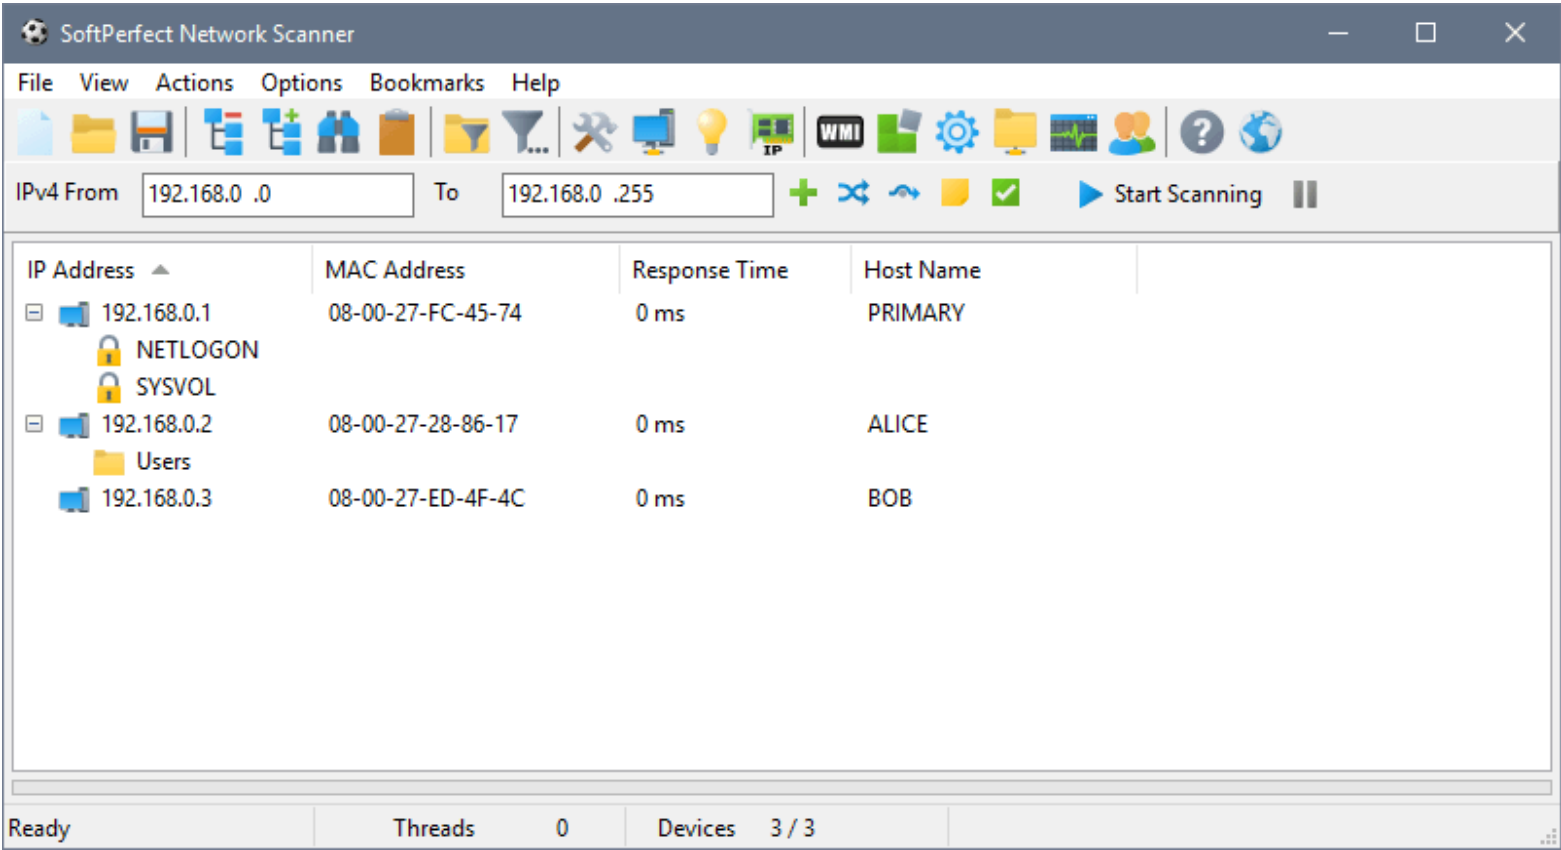 SoftPerfect Network Scanner
File View Actions Options Bookmarks Help
IP WMI ?
IPv4 From 192.168.0 .0 To 192.168.0 .255 Start Scanning
IP Address MAC Address Response Time Host Name
192.168.0.1 08-00-27-FC-45-74 0 ms PRIMARY
NETLOGON
SYSVOL
192.168.0.2 08-00-27-28-86-17 0 ms ALICE
Users
192.168.0.3 08-00-27-ED-4F-4C 0 ms BOB
Ready Threads 0 Devices 3 / 3